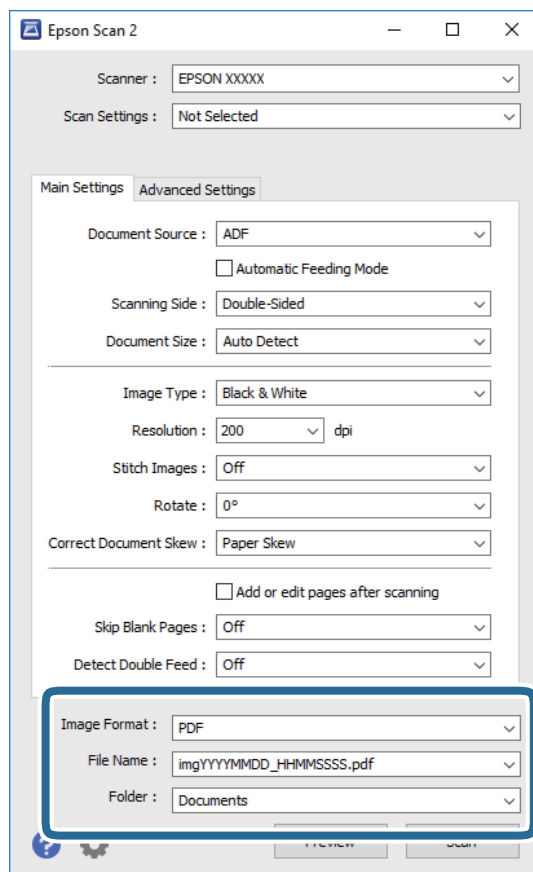 Epson Scan 2
Scanner : EPSON XXXXX
Scan Settings : Not Selected
Main Settings Advanced Settings
Document Source : ADF
Automatic Feeding Mode
Scanning Side : Double-Sided
Document Size : Auto Detect
Image Type : Black & White
Resolution : 200 dpi
Stitch Images : Off
Rotate : 0°
Correct Document Skew : Paper Skew
Add or edit pages after scanning
Skip Blank Pages : Off
Detect Double Feed : Off
Image Format : PDF
File Name : imgYYYYMMDD_HHMMSSSS.pdf
Folder : Documents
? Preview Scan